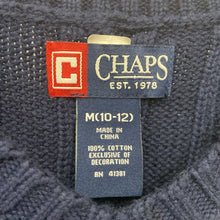 C
CHAPS
EST. 1978
M(10-12)
MADE IN
CHINA
100% COTTON
EXCLUSIVE OF
DECORATION
RN 41381